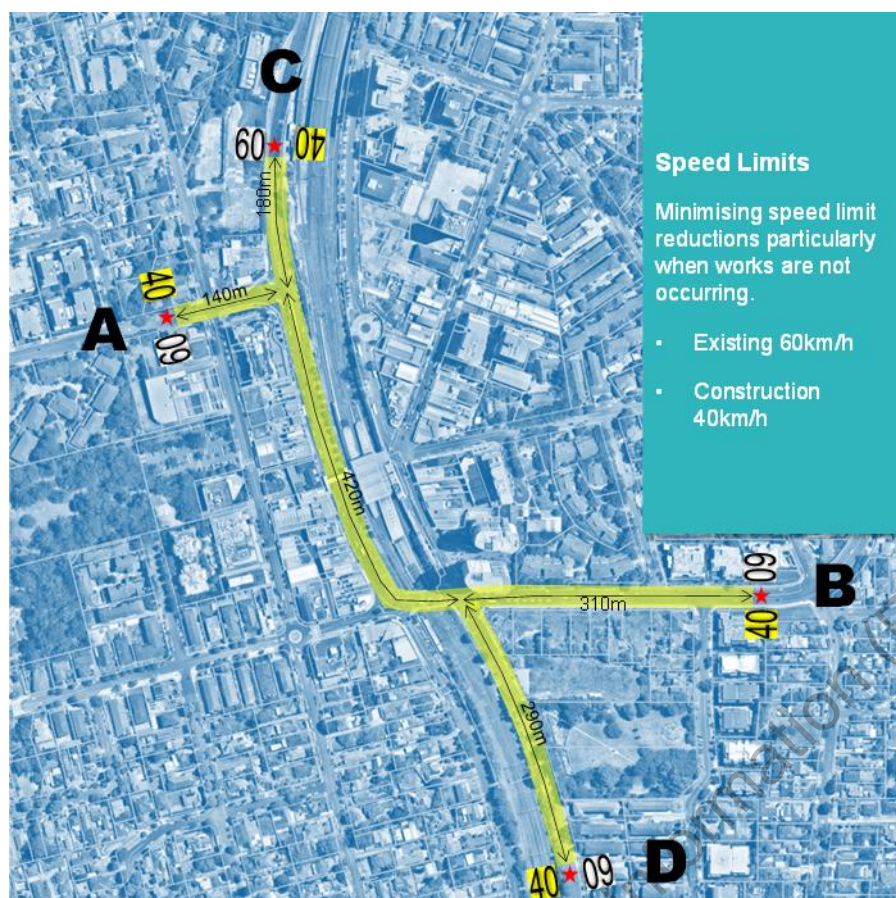 C
60 40
180m
40
140m
A
60
Speed Limits
Minimising speed limit
reductions particularly
when works are not
occurring.
▪ Existing 60km/h
▪ Construction
40km/h
420m
60
B
310m
40
290m
40 60
D